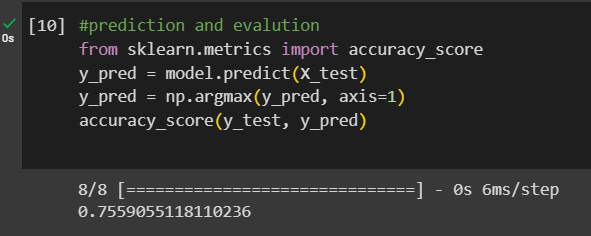 [10] #prediction and evalution
0s from sklearn.metrics import accuracy_score
y_pred = model.predict(X_test)
y_pred = np.argmax(y_pred, axis=1)
accuracy_score(y_test, y_pred)
8/8 [==============================] - 0s 6ms/step
0.7559055118110236